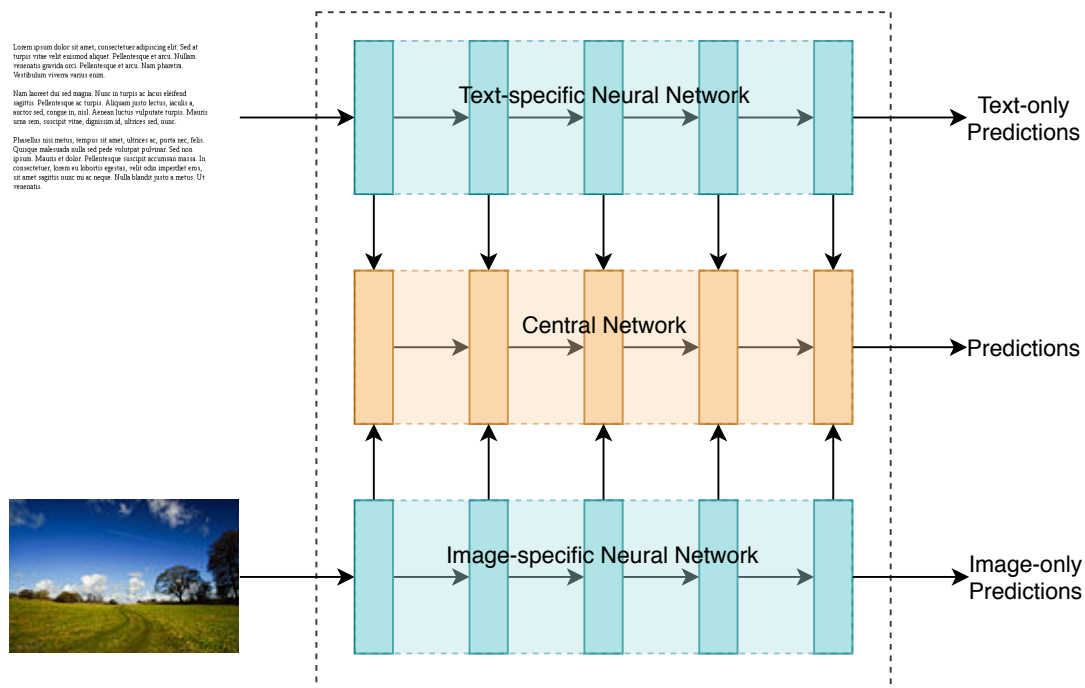 Lorem ipsum dolor sit amet, consectetuer adipiscing elit. Sed at
turpis vitae velit euismod aliquet. Pellentesque et arcu. Nullam
venenatis gravida orci. Pellentesque et arcu. Nam pharetra.
Vestibulum viverra varius enim.
Nam laoreet dui sed magna. Nunc in turpis ac lacus eleifend
sagittis. Pellentesque ac turpis. Aliquam justo lectus, iaculis a,
auctor sed, congue in, nisl. Aenean luctus vulputate turpis. Mauris
urna sem, suscipit vitae, dignissim id, ultrices sed, nunc.
Phasellus nisi metus, tempus sit amet, ultrices ac, porta nec, felis.
Quisque malesuada nulla sed pede volutpat pulvinar. Sed non
ipsum. Mauris et dolor. Pellentesque suscipit accumsan massa. In
consectetuer, lorem eu lobortis egestas, velit odio imperdiet eros,
sit amet sagittis nunc mi ac neque. Nulla blandit justo a metus. Ut
venenatis.
Text-specific Neural Network
Text-only
Predictions
Central Network
Predictions
Image-specific Neural Network
Image-only
Predictions